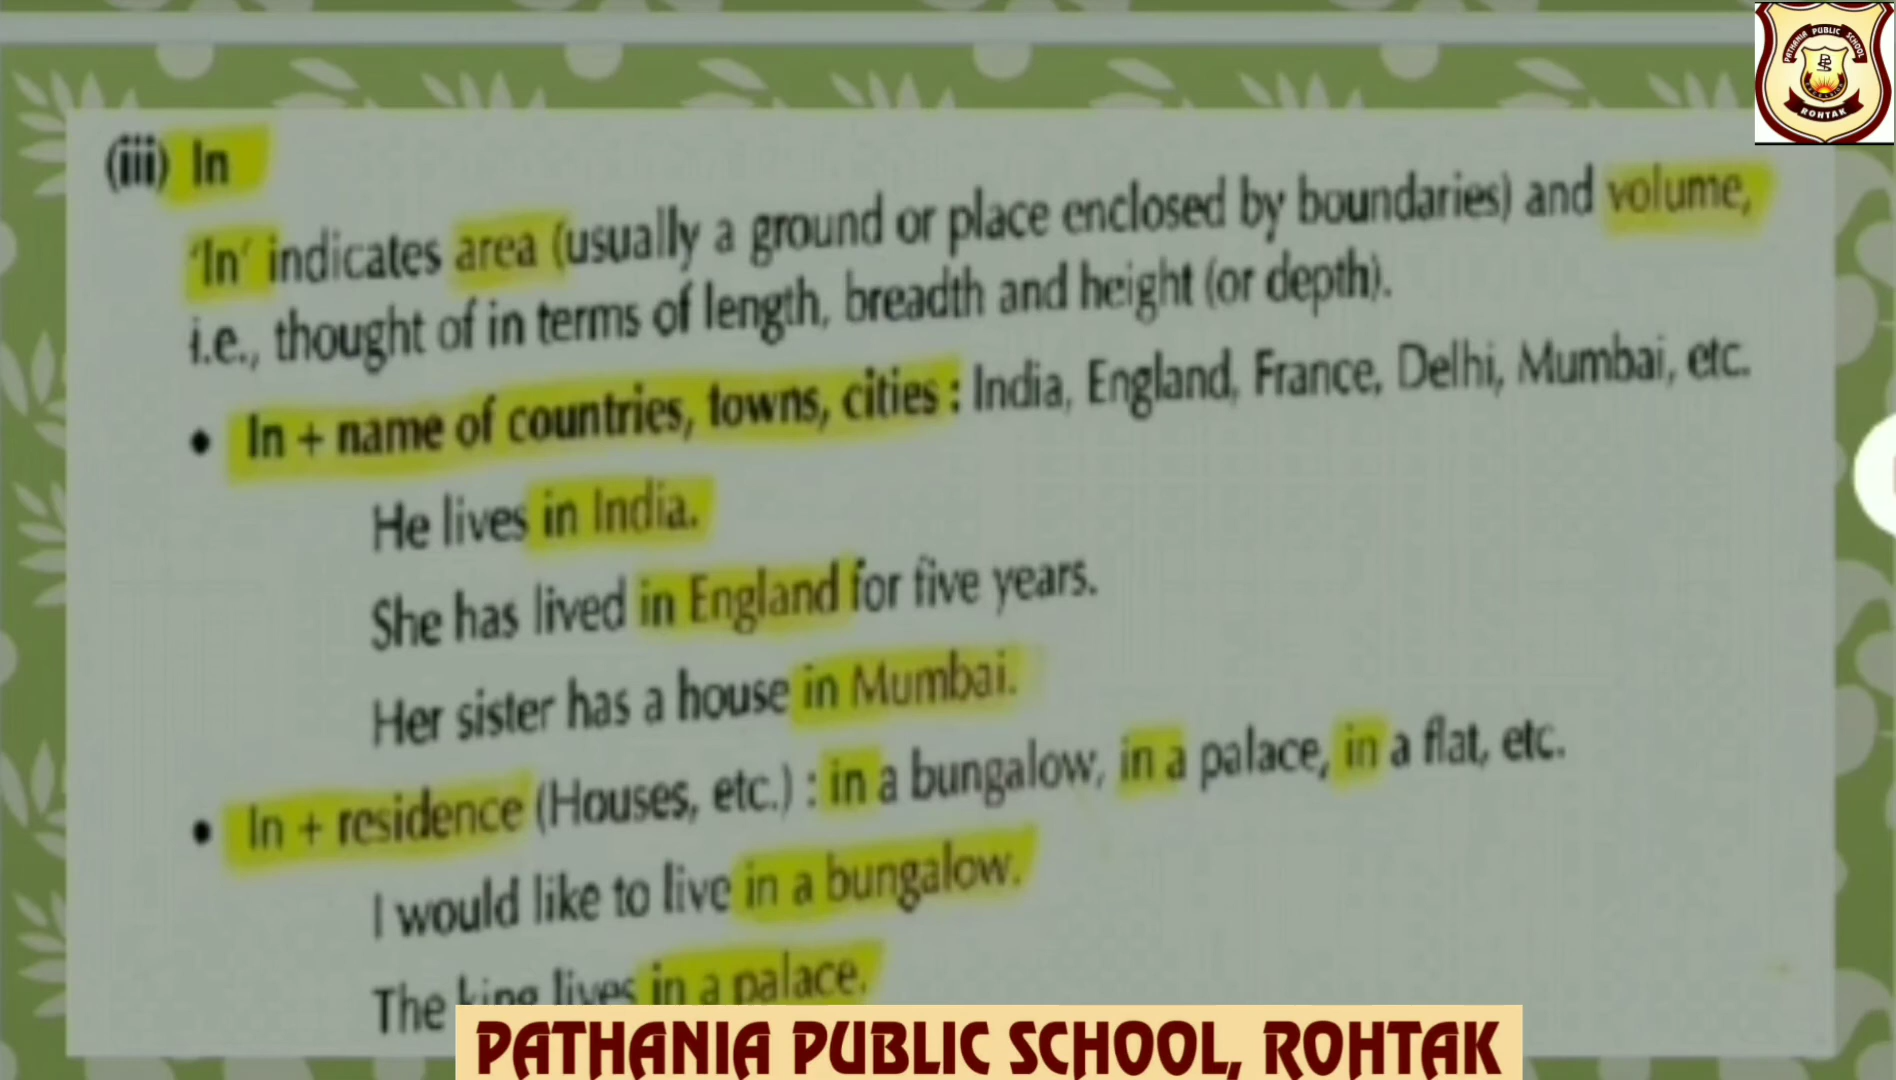 PATHANIA PUBLIC SCHOOL
ROHTAK
(iii) In
‘In’ indicates area (usually a ground or place enclosed by boundaries) and volume,
i.e., thought of in terms of length, breadth and height (or depth).
• In + name of countries, towns, cities : India, England, France, Delhi, Mumbai, etc.
He lives in India.
She has lived in England for five years.
Her sister has a house in Mumbai.
• In + residence (Houses, etc.) : in a bungalow, in a palace, in a flat, etc.
I would like to live in a bungalow.
The king lives in a palace.
PATHANIA PUBLIC SCHOOL, ROHTAK